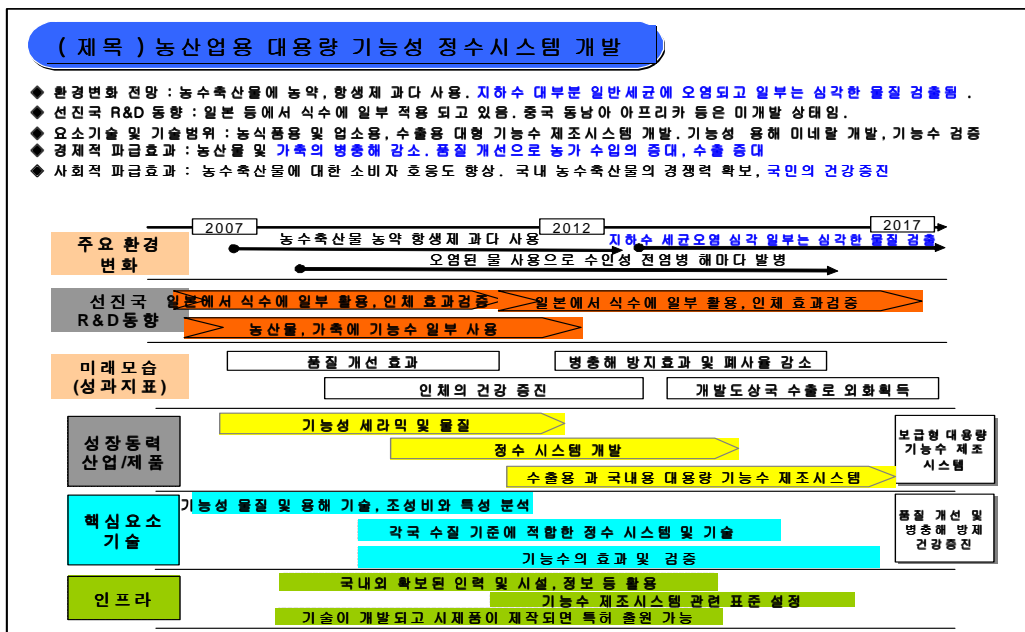 ( 제목 ) 농산업용 대용량 기능성 정수시스템 개발
◆ 환경변화 전망 : 농수축산물에 농약, 항생제 과다 사용. 지하수 대부분 일반세균에 오염되고 일부는 심각한 물질 검출됨 .
◆ 선진국 R&D 동향 : 일본 등에서 식수에 일부 적용 되고 있음. 중국 동남아 아프리카 등은 미개발 상태임.
◆ 요소기술 및 기술범위 : 농식품용 및 업소용, 수출용 대형 기능수 제조시스템 개발. 기능성 용해 미네랄 개발, 기능수 검증
◆ 경제적 파급효과 : 농산물 및 가축의 병충해 감소. 품질 개선으로 농가 수입의 증대, 수출 증대
◆ 사회적 파급효과 : 농수축산물에 대한 소비자 호응도 향상. 국내 농수축산물의 경쟁력 확보, 국민의 건강증진
2007 2012 2017
주요 환경
변화
농수축산물 농약 항생제 과다 사용
지하수 세균오염 심각 일부는 심각한 물질 검출
오염된 물 사용으로 수인성 전염병 해마다 발병
선진국
R&D동향
일본에서 식수에 일부 활용, 인체 효과검증
일본에서 식수에 일부 활용, 인체 효과검증
농산물, 가축에 기능수 일부 사용
미래모습
(성과지표)
품질 개선 효과
병충해 방지효과 및 폐사율 감소
인체의 건강 증진
개발도상국 수출로 외화획득
성장동력
산업/제품
기능성 세라믹 및 물질
정수 시스템 개발
수출용 과 국내용 대용량 기능수 제조시스템
보급형 대용량
기능수 제조
시스템
핵심요소
기술
기능성 물질 및 용해 기술, 조성비와 특성 분석
각국 수질 기준에 적합한 정수 시스템 및 기술
기능수의 효과 및 검증
품질 개선 및
병충해 방제
건강증진
인프라
국내외 확보된 인력 및 시설, 정보 등 활용
기능수 제조시스템 관련 표준 설정
기술이 개발되고 시제품이 제작되면 특허 출원 가능